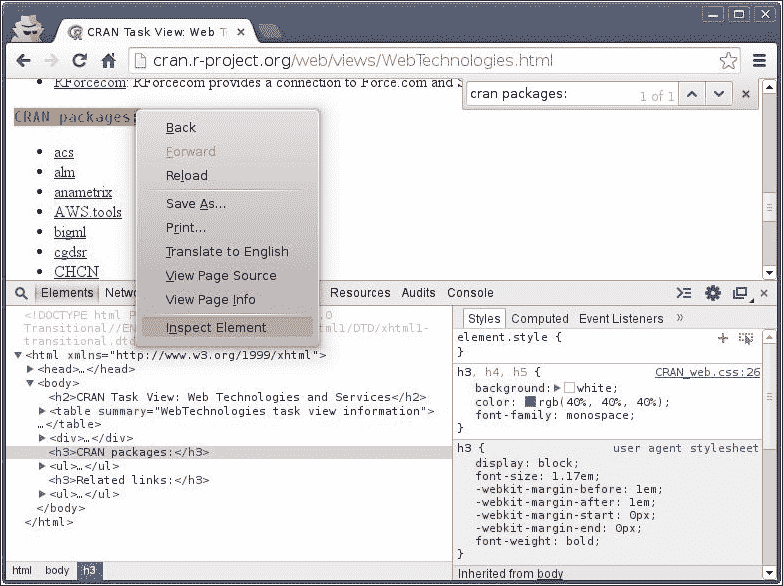 CRAN Task View: Web T
cran.r-project.org/web/views/WebTechnologies.html
RForcecom: RForcecom provides a connection to Force.com and
cran packages:
1 of 1
CRAN packages:
acs
alm
anametrix
AWS.tools
bigml
cgdsr
CHCN
Back
Forward
Reload
Save As...
Print...
Translate to English
View Page Source
View Page Info
Inspect Element
Elements Netwo Resources Audits Console
<!DOCTYPE html P .0
Transitional//EN tml1/DTD/xhtml1-
transitional.dtd
▼<html xmlns="http://www.w3.org/1999/xhtml">
▶<head>…</head>
▼<body>
<h2>CRAN Task View: Web Technologies and Services</h2>
▶<table summary="WebTechnologies task view information">
…</table>
▶<div>…</div>
<h3>CRAN packages:</h3>
▶<ul>…</ul>
<h3>Related links:</h3>
▶<ul>…</ul>
</body>
</html>
html body h3
Styles Computed Event Listeners »
element.style {
}
h3, h4, h5 { CRAN_web.css:26
background:▶white;
color: rgb(40%, 40%, 40%);
font-family: monospace;
}
h3 { user agent stylesheet
display: block;
font-size: 1.17em;
-webkit-margin-before: 1em;
-webkit-margin-after: 1em;
-webkit-margin-start: 0px;
-webkit-margin-end: 0px;
font-weight: bold;
}
Inherited from body